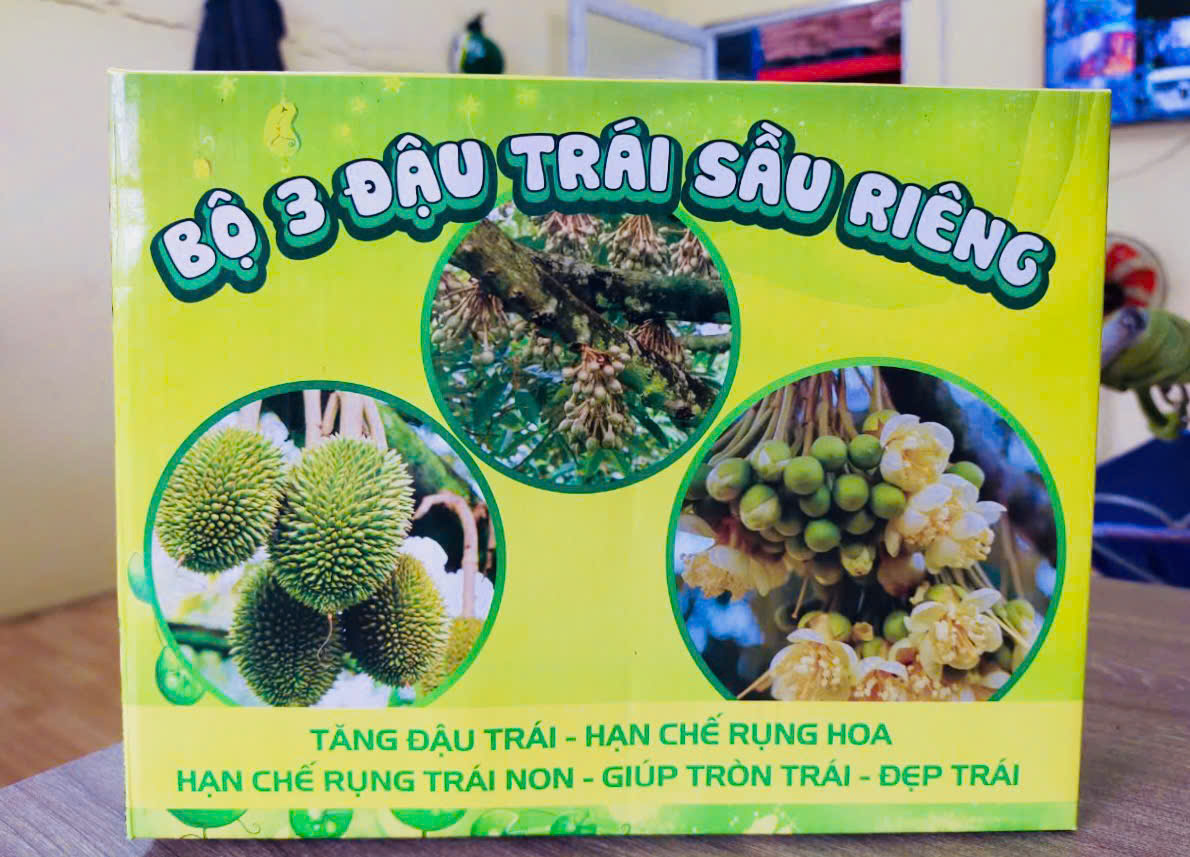 BỘ 3 ĐẬU TRÁI SẦU RIÊNG
TĂNG ĐẬU TRÁI - HẠN CHẾ RỤNG HOA
HẠN CHẾ RỤNG TRÁI NON - GIÚP TRÒN TRÁI - ĐẸP TRÁI